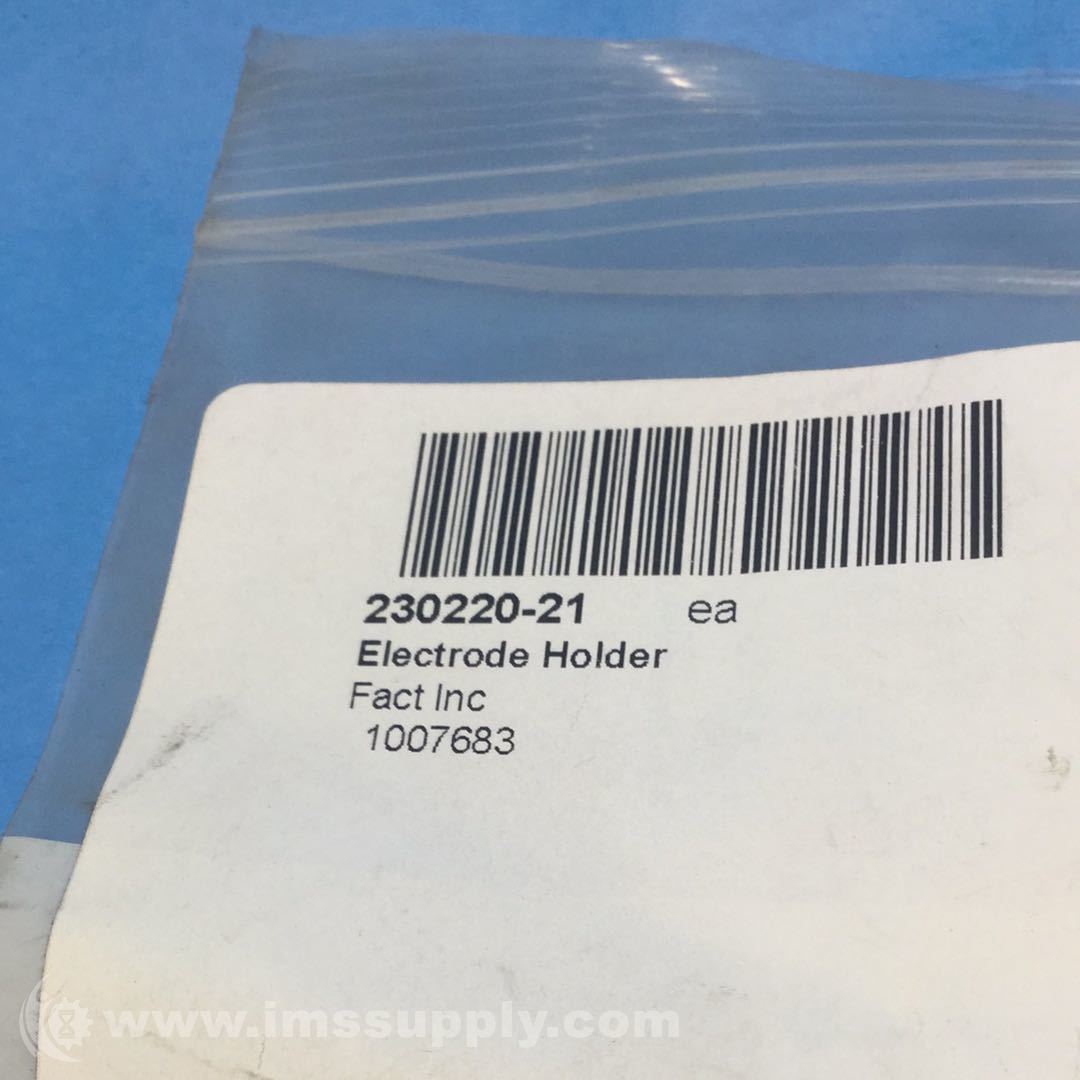 230220-21 ea
Electrode Holder
Fact Inc
1007683
www.imssupply.com